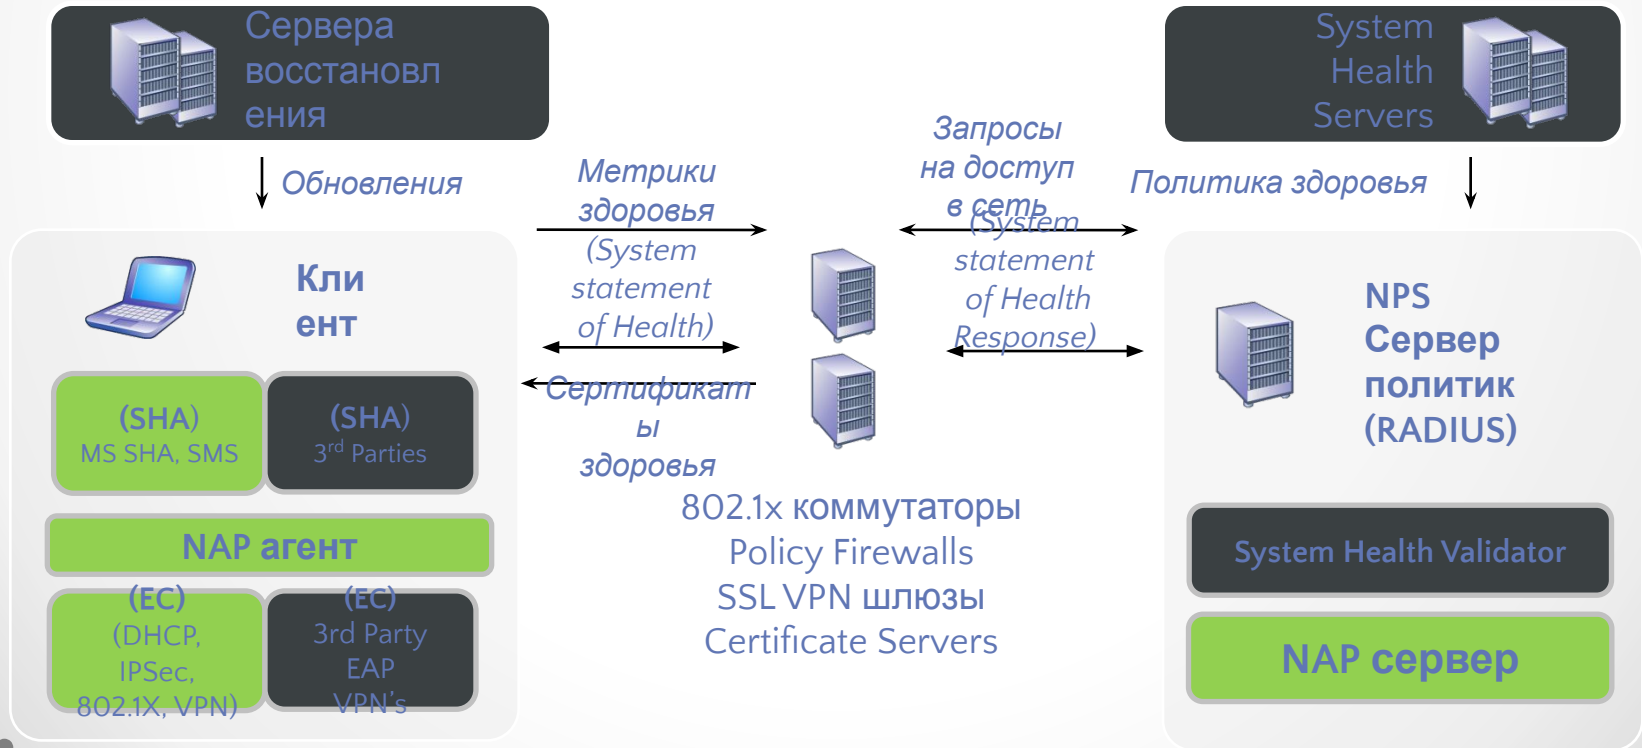 Сервера
восстановл
ения
System
Health
Servers
Обновления
Метрики
здоровья
(System
statement
of Health)
Запросы
на доступ
в сеть
(System
statement
of Health
Response)
Политика здоровья
Кли
ент
Сертификат
ы
здоровья
NPS
Сервер
политик
(RADIUS)
(SHA)
MS SHA, SMS
(SHA)
3rd Parties
NAP агент
(EC)
(DHCP,
IPSec,
802.1X, VPN)
(EC)
3rd Party
EAP
VPN's
802.1x коммутаторы
Policy Firewalls
SSL VPN шлюзы
Certificate Servers
System Health Validator
NAP сервер